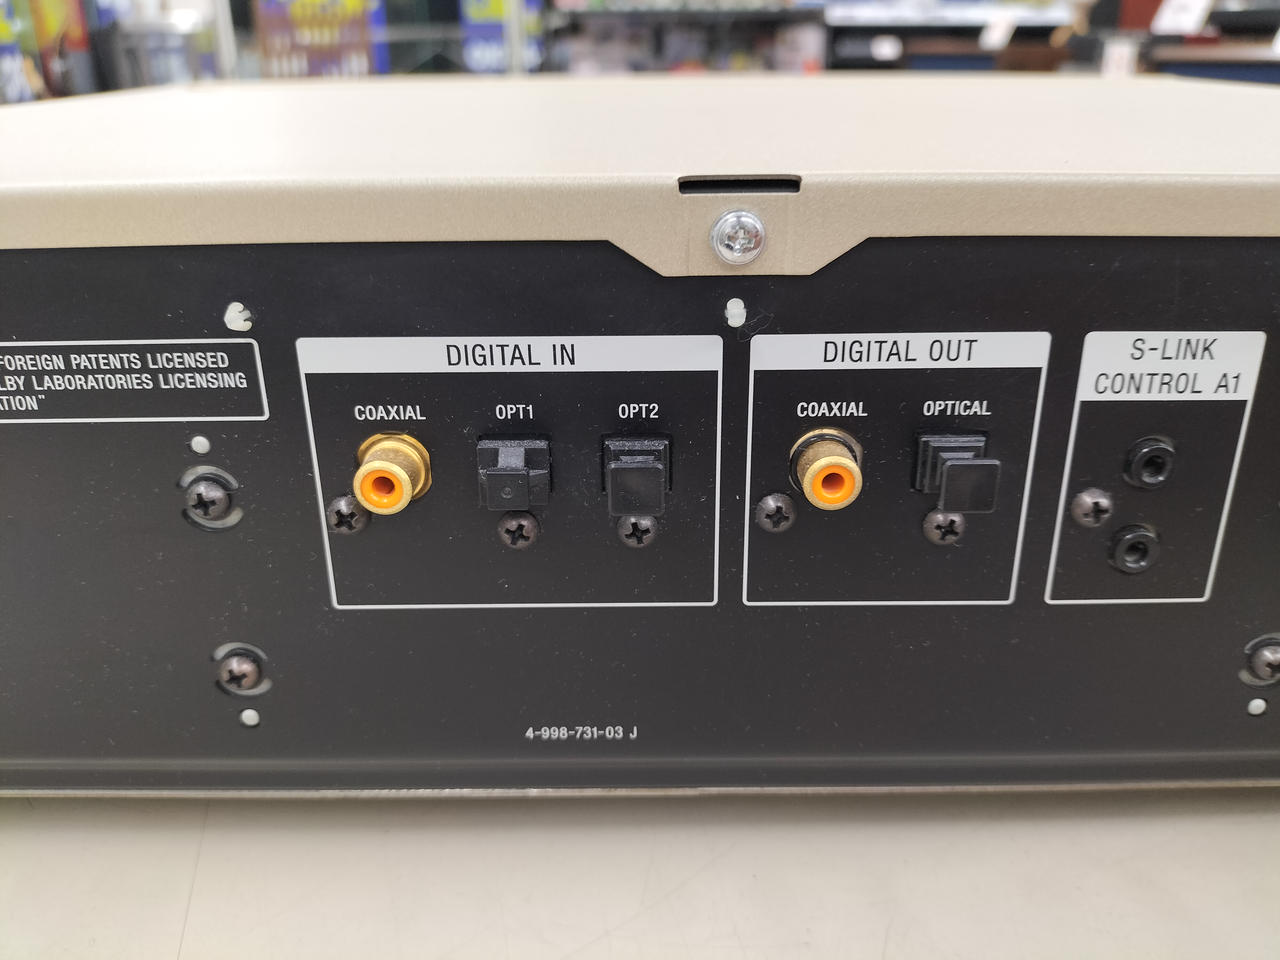 FOREIGN PATENTS LICENSED
LBY LABORATORIES LICENSING
ATION"
DIGITAL IN
COAXIAL
OPT1
OPT2
DIGITAL OUT
COAXIAL
OPTICAL
S-LINK
CONTROL A1
4-998-731-03 J